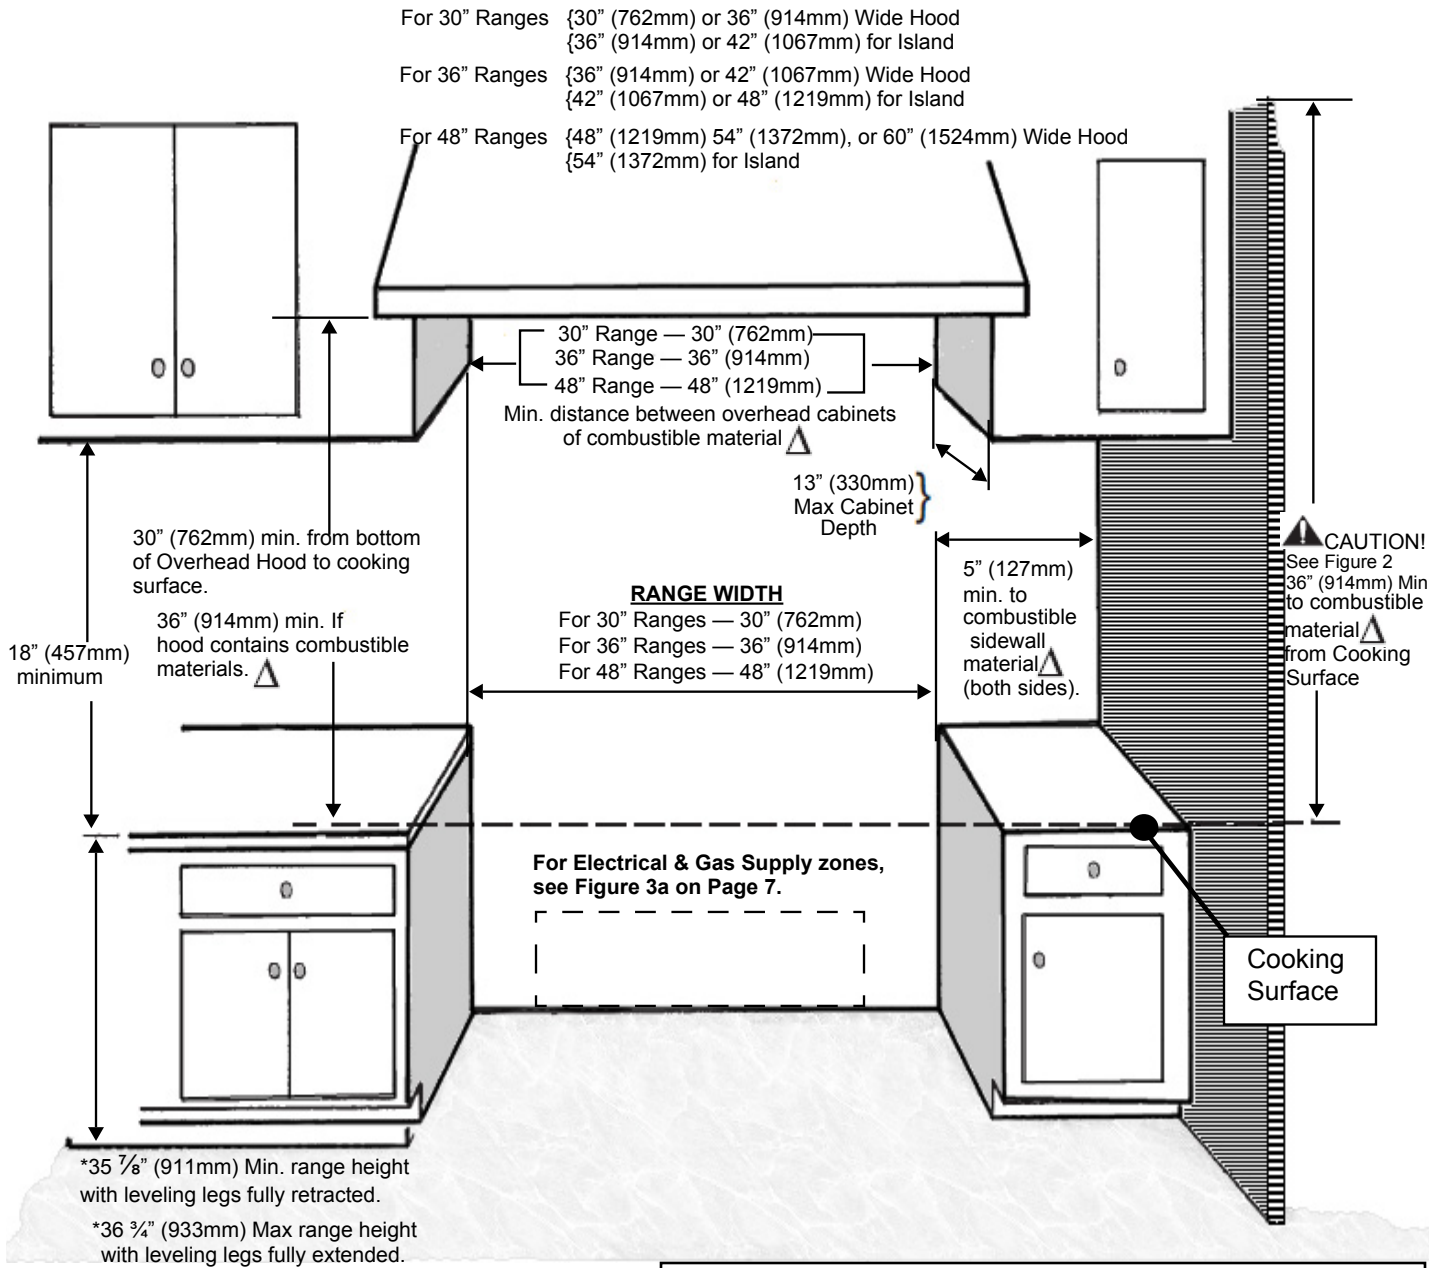 For 30” Ranges {30” (762mm) or 36” (914mm) Wide Hood
{36” (914mm) or 42” (1067mm) for Island
For 36” Ranges {36” (914mm) or 42” (1067mm) Wide Hood
{42” (1067mm) or 48” (1219mm) for Island
For 48” Ranges {48” (1219mm) 54” (1372mm), or 60” (1524mm) Wide Hood
{54” (1372mm) for Island
30” Range — 30” (762mm)
36” Range — 36” (914mm)
48” Range — 48” (1219mm)
Min. distance between overhead cabinets
of combustible material
13” (330mm)
Max Cabinet
Depth
30” (762mm) min. from bottom
of Overhead Hood to cooking
surface.
36” (914mm) min. If
hood contains combustible
materials.
18” (457mm)
minimum
RANGE WIDTH
For 30” Ranges — 30” (762mm)
For 36” Ranges — 36” (914mm)
For 48” Ranges — 48” (1219mm)
5” (127mm)
min. to
combustible
sidewall
material
(both sides).
CAUTION!
See Figure 2
36” (914mm) Min
to combustible
material
from Cooking
Surface
For Electrical & Gas Supply zones,
see Figure 3a on Page 7.
Cooking
Surface
*35 ⅞” (911mm) Min. range height
with leveling legs fully retracted.
*36 ¾” (933mm) Max range height
with leveling legs fully extended.